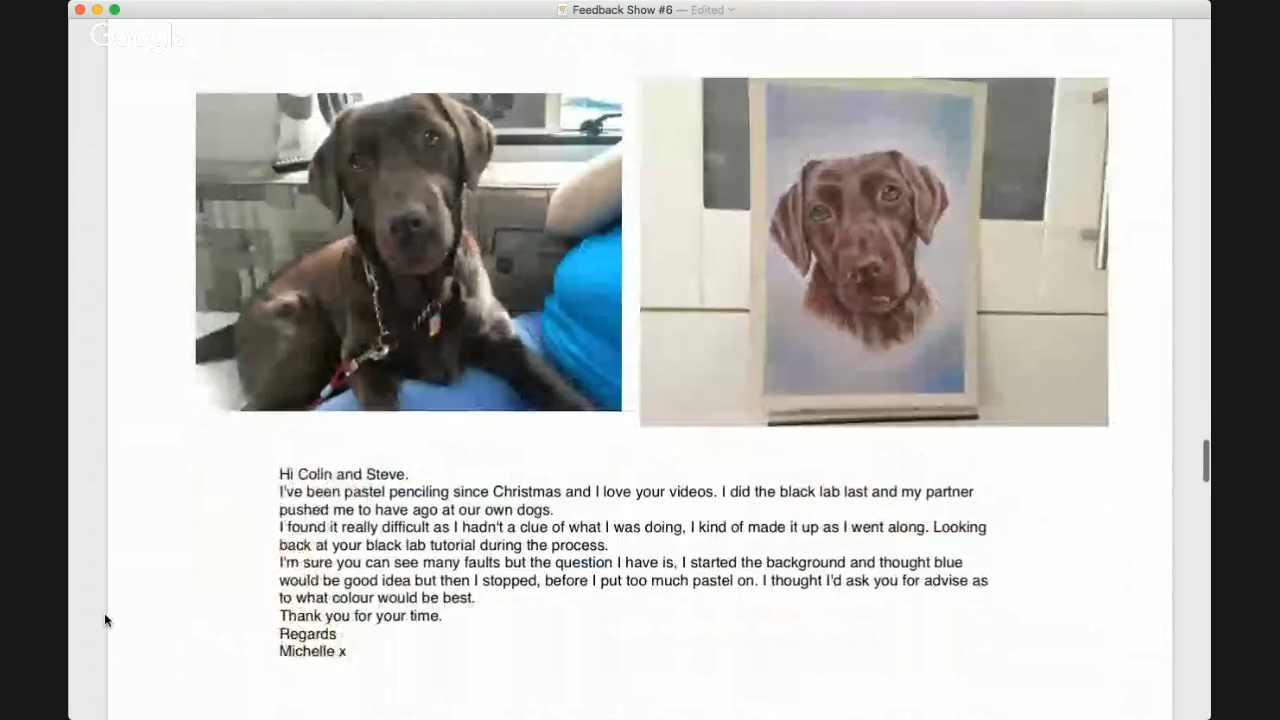 Feedback Show #6 — Edited
Google
Hi Colin and Steve.
I've been pastel penciling since Christmas and I love your videos. I did the black lab last and my partner
pushed me to have ago at our own dogs.
I found it really difficult as I hadn't a clue of what I was doing, I kind of made it up as I went along. Looking
back at your black lab tutorial during the process.
I'm sure you can see many faults but the question I have is, I started the background and thought blue
would be good idea but then I stopped, before I put too much pastel on. I thought I'd ask you for advise as
to what colour would be best.
Thank you for your time.
Regards
Michelle x